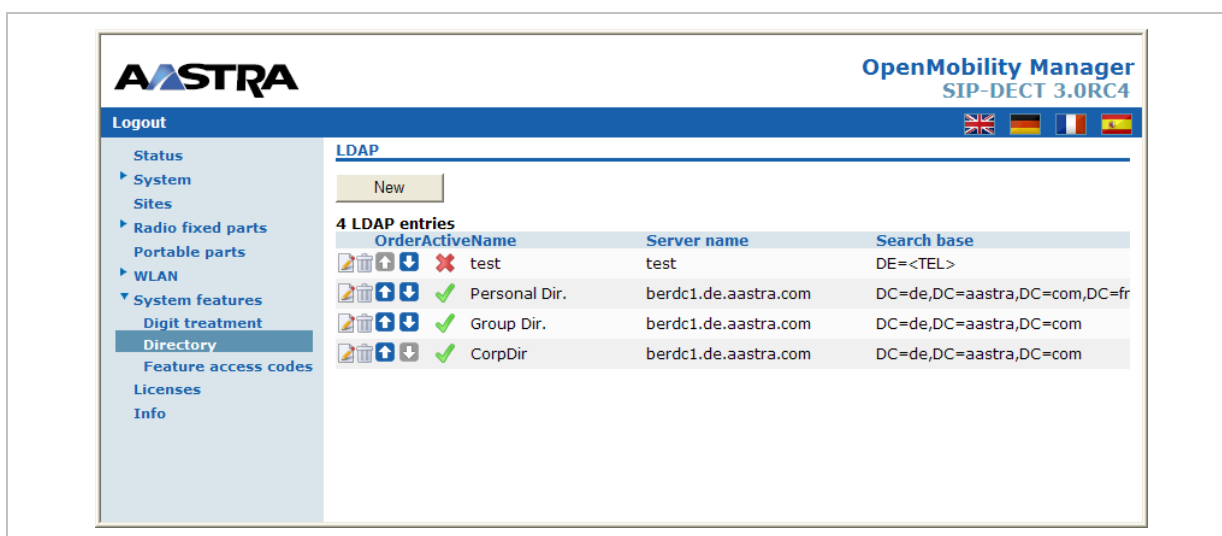 AASTRA
OpenMobility Manager
SIP-DECT 3.0RC4
Logout
Status
System
Sites
Radio fixed parts
Portable parts
WLAN
System features
Digit treatment
Directory
Feature access codes
Licenses
Info
LDAP
New
4 LDAP entries
Order Active Name Server name Search base
test test DE=<TEL>
Personal Dir. berdc1.de.aastra.com DC=de,DC=aastra,DC=com,DC=fr
Group Dir. berdc1.de.aastra.com DC=de,DC=aastra,DC=com
CorpDir berdc1.de.aastra.com DC=de,DC=aastra,DC=com